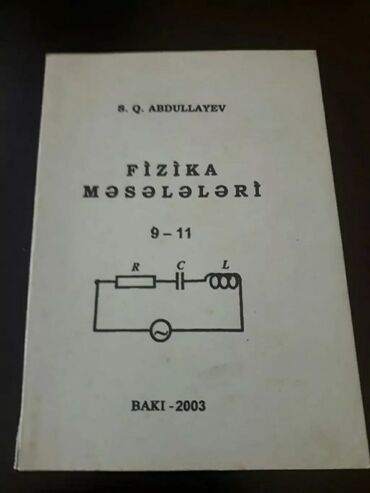 S. Q. ABDULLAYEV
FİZİKA
MƏSƏLƏLƏRİ
9 – 11
R C L
BAKI - 2003